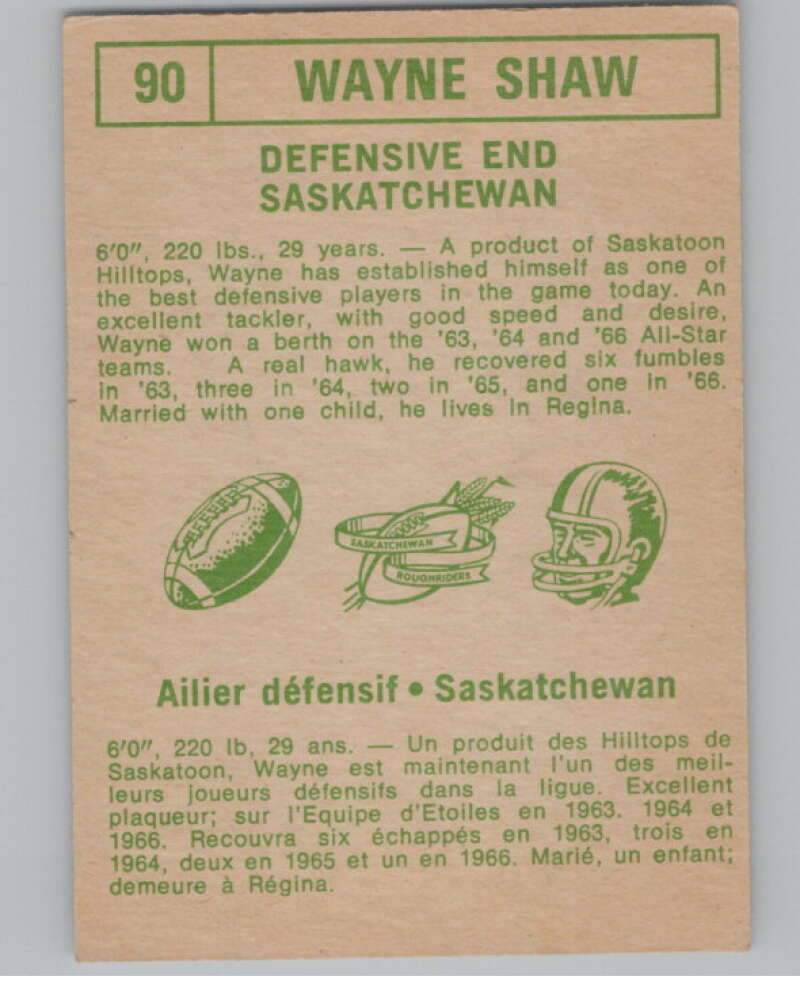 90 WAYNE SHAW
DEFENSIVE END
SASKATCHEWAN
6'0", 220 lbs., 29 years. — A product of Saskatoon
Hilltops, Wayne has established himself as one of
the best defensive players in the game today. An
excellent tackler, with good speed and desire,
Wayne won a berth on the '63, '64 and '66 All-Star
teams. A real hawk, he recovered six fumbles
in '63, three in '64, two in '65, and one in '66.
Married with one child, he lives in Regina.
SASKATCHEWAN
ROUGHRIDERS
Ailier défensif • Saskatchewan
6'0", 220 lb, 29 ans. — Un produit des Hilltops de
Saskatoon, Wayne est maintenant l'un des meil-
leurs joueurs défensifs dans la ligue. Excellent
plaqueur; sur l'Equipe d'Etoiles en 1963. 1964 et
1966. Recouvra six échappés en 1963, trois en
1964, deux en 1965 et un en 1966. Marié, un enfant;
demeure à Régina.